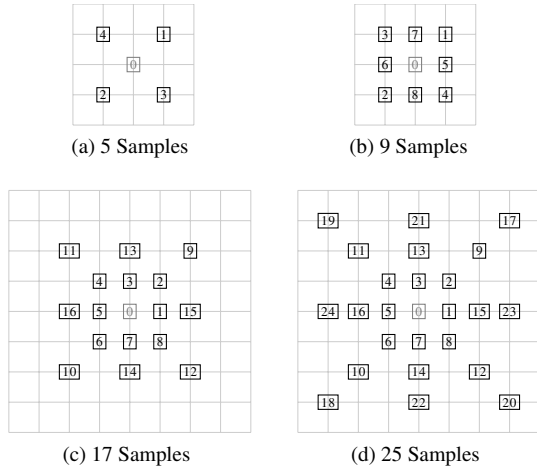 4 1
0
2 3
(a) 5 Samples
3 7 1
6 0 5
2 8 4
(b) 9 Samples
11 13 9
4 3 2
16 5 0 1 15
6 7 8
10 14 12
(c) 17 Samples
19 21 17
11 13 9
4 3 2
24 16 5 0 1 15 23
6 7 8
10 14 12
18 22 20
(d) 25 Samples